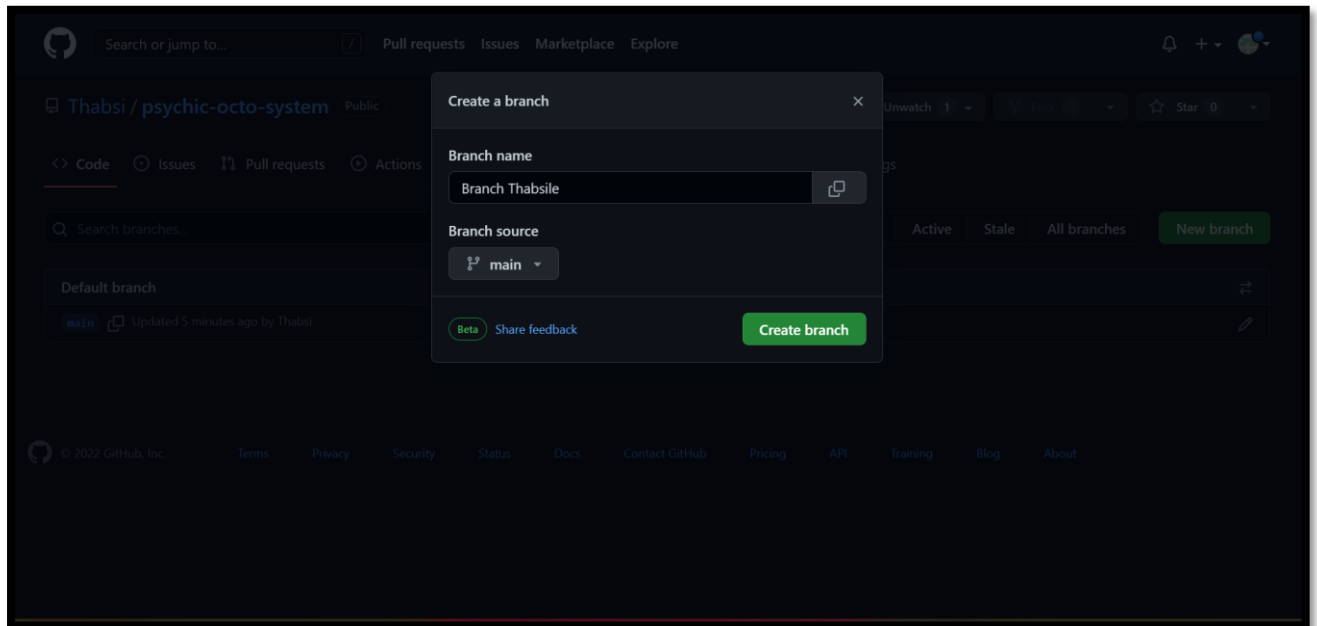 Search or jump to... / Pull requests Issues Marketplace Explore
Thabsi / psychic-octo-system Public
Create a branch
Unwatch 1 Fork Star 0
<> Code Issues Pull requests Actions
gs
Branch name
Branch Thabsile
Search branches...
Active Stale All branches New branch
Branch source
main
Default branch
main Updated 5 minutes ago by Thabsi
Beta Share feedback
Create branch
© 2022 GitHub, Inc. Terms Privacy Security Status Docs Contact GitHub Pricing API Training Blog About